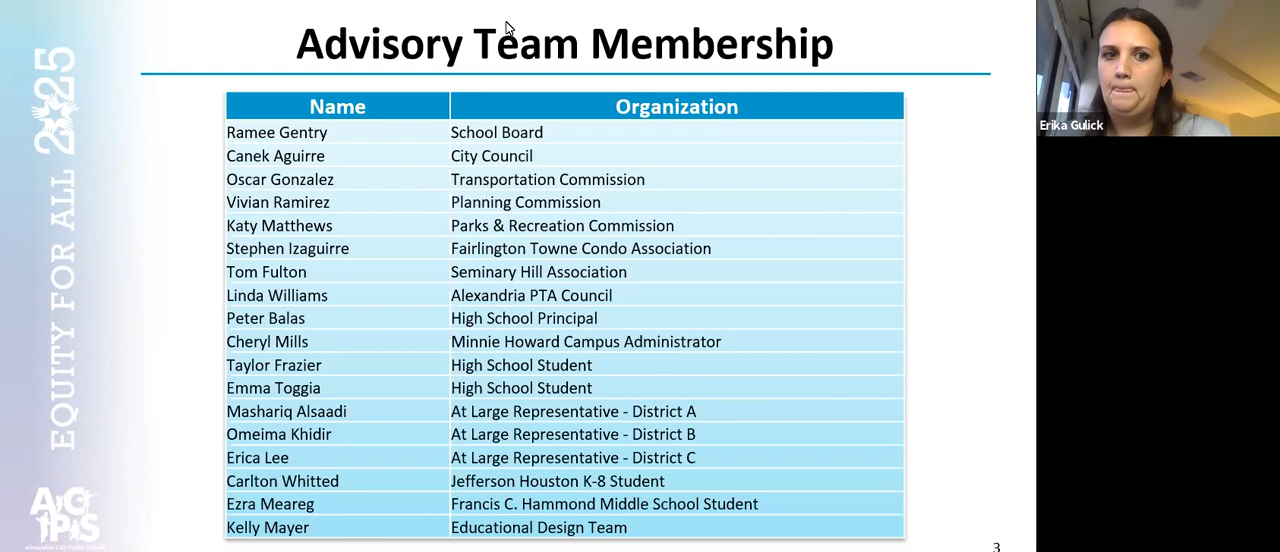 Advisory Team Membership
EQUITY FOR ALL 2025
Name Organization
Ramee Gentry School Board
Canek Aguirre City Council
Oscar Gonzalez Transportation Commission
Vivian Ramirez Planning Commission
Katy Matthews Parks & Recreation Commission
Stephen Izaguirre Fairlington Towne Condo Association
Tom Fulton Seminary Hill Association
Linda Williams Alexandria PTA Council
Peter Balas High School Principal
Cheryl Mills Minnie Howard Campus Administrator
Taylor Frazier High School Student
Emma Toggia High School Student
Mashariq Alsaadi At Large Representative - District A
Omeima Khidir At Large Representative - District B
Erica Lee At Large Representative - District C
Carlton Whitted Jefferson Houston K-8 Student
Ezra Meareg Francis C. Hammond Middle School Student
Kelly Mayer Educational Design Team
ACPS
Alexandria City Public Schools
3
Erika Gulick